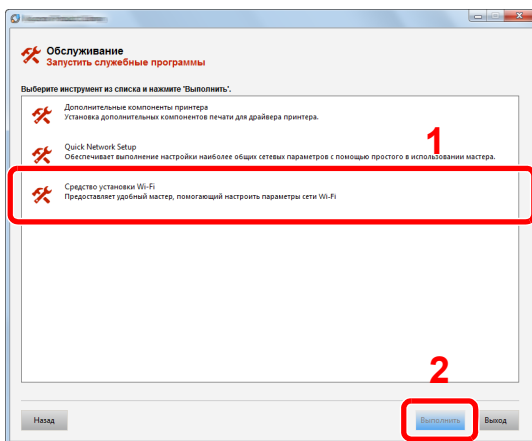 Обслуживание
Запустить служебные программы
Выберите инструмент из списка и нажмите 'Выполнить'.
Дополнительные компоненты принтера
Установка дополнительных компонентов печати для драйвера принтера.
1
Quick Network Setup
Обеспечивает выполнение настройки наиболее общих сетевых параметров с помощью простого в использовании мастера.
Средство установки Wi-Fi
Предоставляет удобный мастер, помогающий настроить параметры сети Wi-Fi
2
Назад
Выполнить
Выход